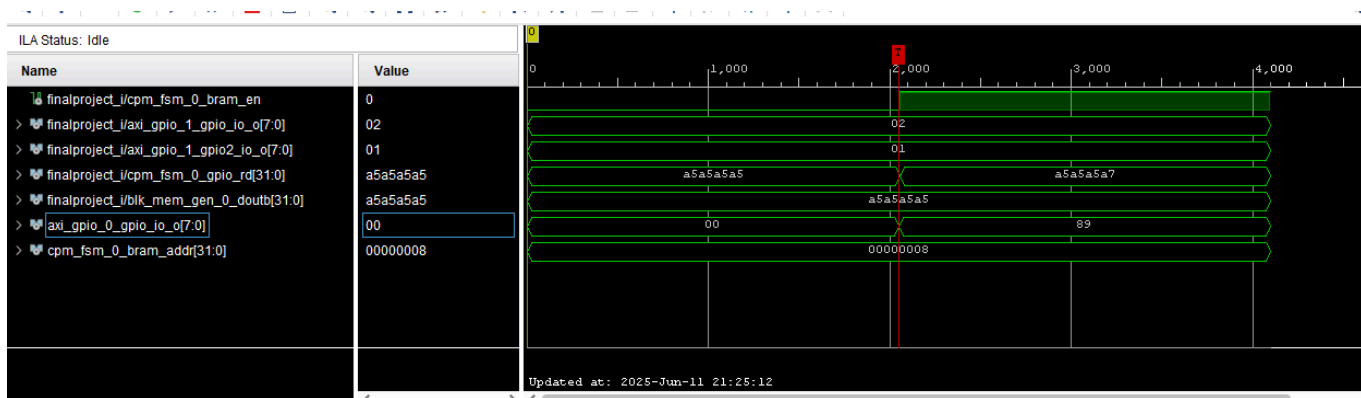 ILA Status: Idle
0
Name Value
T
0 1,000 2,000 3,000 4,000
finalproject_i/cpm_fsm_0_bram_en 0
> finalproject_i/axi_gpio_1_gpio_io_o[7:0] 02 02
> finalproject_i/axi_gpio_1_gpio2_io_o[7:0] 01 01
> finalproject_i/cpm_fsm_0_gpio_rd[31:0] a5a5a5a5 a5a5a5a5 a5a5a5a7
> finalproject_i/blk_mem_gen_0_doutb[31:0] a5a5a5a5 a5a5a5a5
> axi_gpio_0_gpio_io_o[7:0] 00 00 89
> cpm_fsm_0_bram_addr[31:0] 00000008 00000008
Updated at: 2025-Jun-11 21:25:12